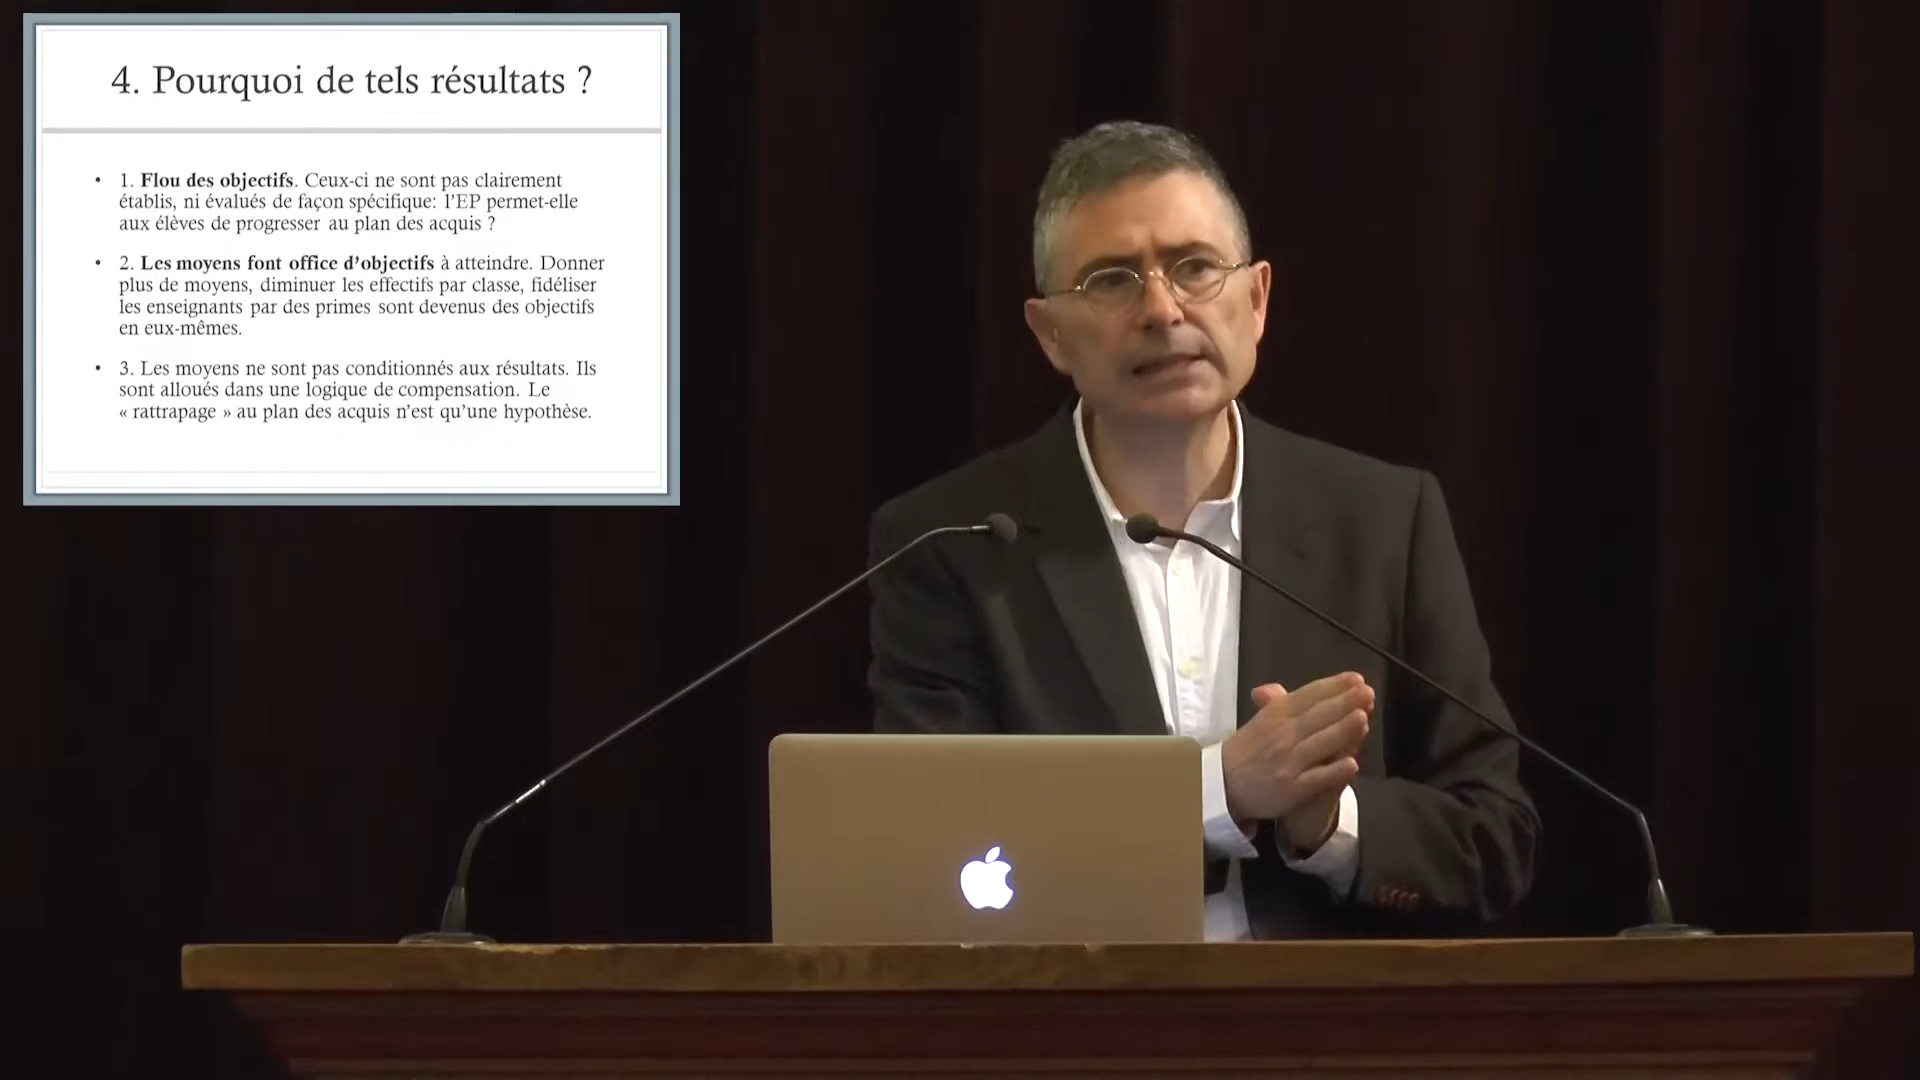 4. Pourquoi de tels résultats ?
• 1. Flou des objectifs. Ceux-ci ne sont pas clairement
établis, ni évalués de façon spécifique: l’EP permet-elle
aux élèves de progresser au plan des acquis ?
• 2. Les moyens font office d’objectifs à atteindre. Donner
plus de moyens, diminuer les effectifs par classe, fidéliser
les enseignants par des primes sont devenus des objectifs
en eux-mêmes.
• 3. Les moyens ne sont pas conditionnés aux résultats. Ils
sont alloués dans une logique de compensation. Le
« rattrapage » au plan des acquis n’est qu’une hypothèse.